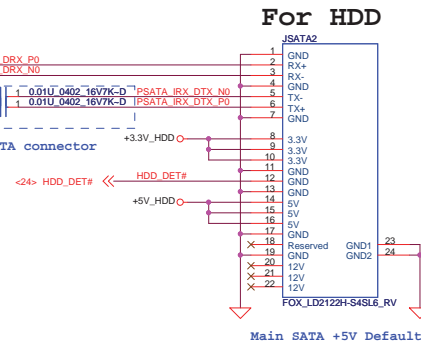 For HDD
JSATA2
DRX_P0
DRX_N0
1 0.01U_0402_16V7K~D PSATA_IRX_DTX_N0
1 0.01U_0402_16V7K~D PSATA_IRX_DTX_P0
TA connector
+3.3V_HDD
<24> HDD_DET# HDD_DET#
+5V_HDD
1 GND
2 RX+
3 RX-
4 GND
5 TX-
6 TX+
7 GND
8 3.3V
9 3.3V
10 3.3V
11 GND
12 GND
13 GND
14 5V
15 5V
16 5V
17 GND
18 Reserved GND1 23
19 GND GND2 24
20 12V
21 12V
22 12V
FOX_LD2122H-S4SL6_RV
Main SATA +5V Default